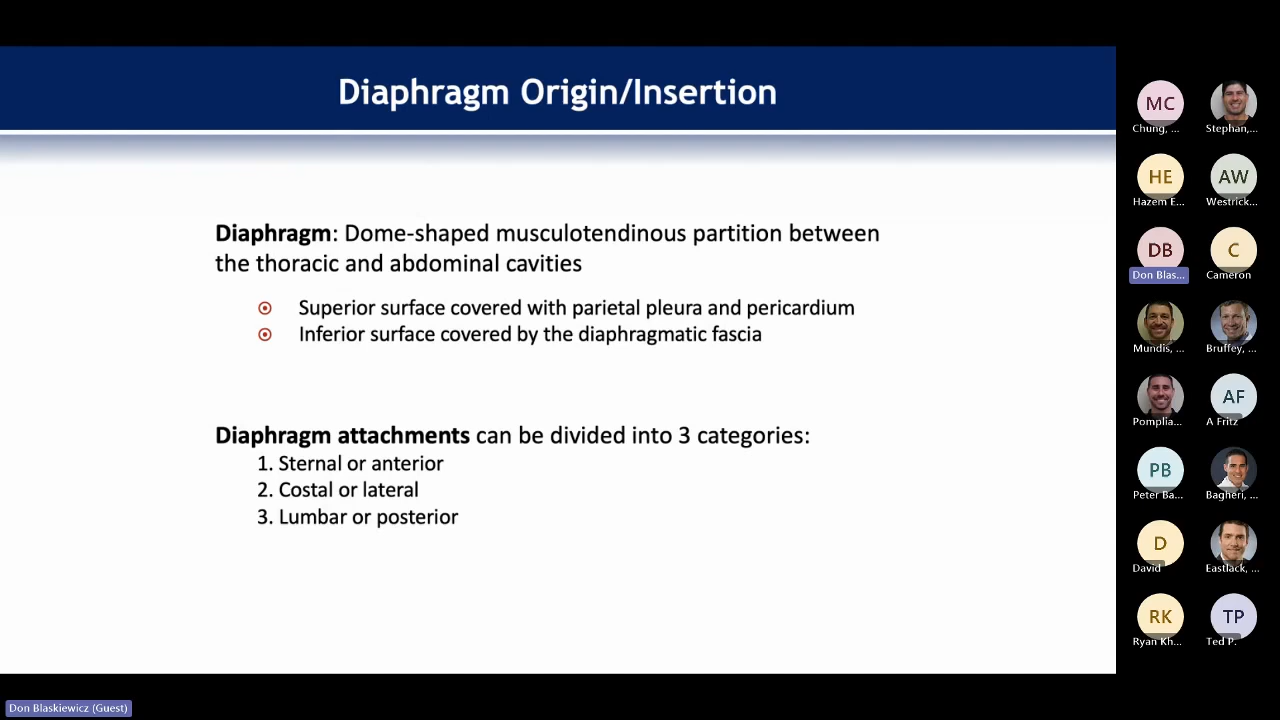 Diaphragm Origin/Insertion
Diaphragm: Dome-shaped musculotendinous partition between
the thoracic and abdominal cavities
Superior surface covered with parietal pleura and pericardium
Inferior surface covered by the diaphragmatic fascia
Diaphragm attachments can be divided into 3 categories:
1. Sternal or anterior
2. Costal or lateral
3. Lumbar or posterior
MC
Chung, ...
Stephan,...
HE
Hazem E...
AW
Westrick...
DB
Don Blas...
C
Cameron
Mundis, ...
Bruffey, ...
Pomplia...
AF
A Fritz
PB
Peter Ba...
Bagheri, ...
D
David
Eastlack, ...
RK
Ryan Kh...
TP
Ted P.
Don Blaskiewicz (Guest)